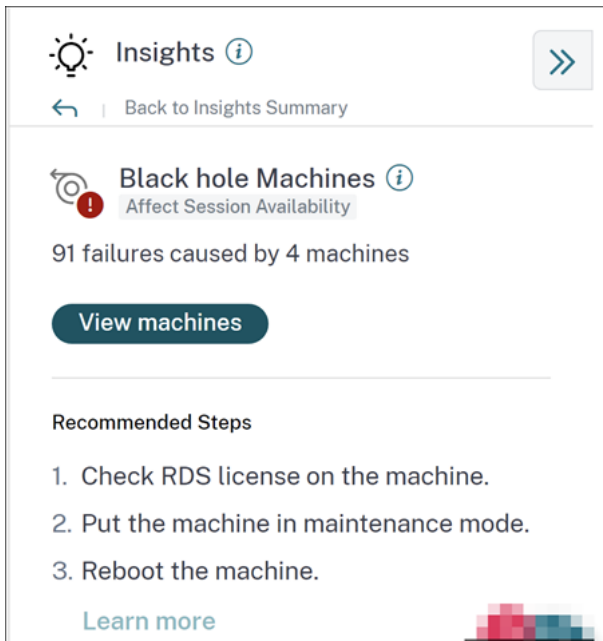 Insights
Back to Insights Summary
Black hole Machines
Affect Session Availability
91 failures caused by 4 machines
View machines
Recommended Steps
1. Check RDS license on the machine.
2. Put the machine in maintenance mode.
3. Reboot the machine.
Learn more